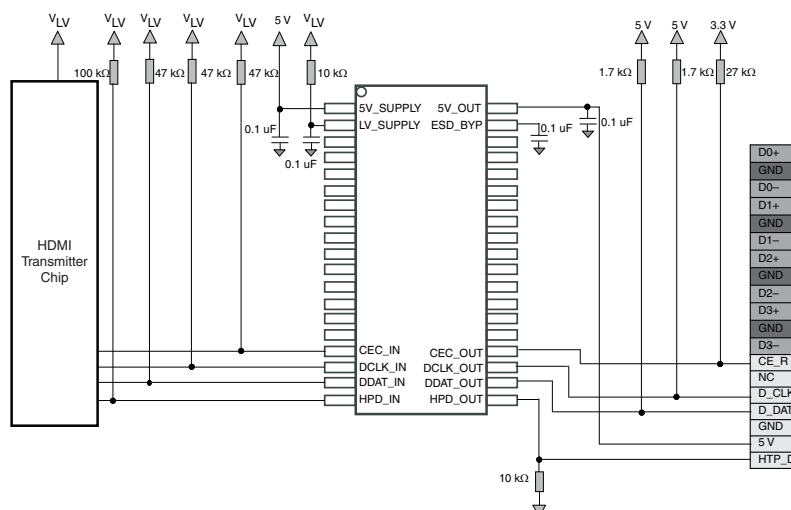 VLV VLV VLV VLV VLV 5 V VLV 5 V 5 V 3.3 V
100 kΩ 47 kΩ 47 kΩ 47 kΩ 10 kΩ 1.7 kΩ 1.7 kΩ 27 kΩ
5V_SUPPLY 5V_OUT
LV_SUPPLY ESD_BYP
0.1 uF 0.1 uF 0.1 uF 0.1 uF
HDMI
Transmitter
Chip
D0+
GND
D0–
D1+
GND
D1–
D2+
GND
D2–
D3+
GND
D3–
CEC_IN CEC_OUT CE_R
NC
DCLK_IN DCLK_OUT D_CLK
DDAT_IN DDAT_OUT D_DAT
HPD_IN HPD_OUT GND
5 V
HTP_D
10 kΩ